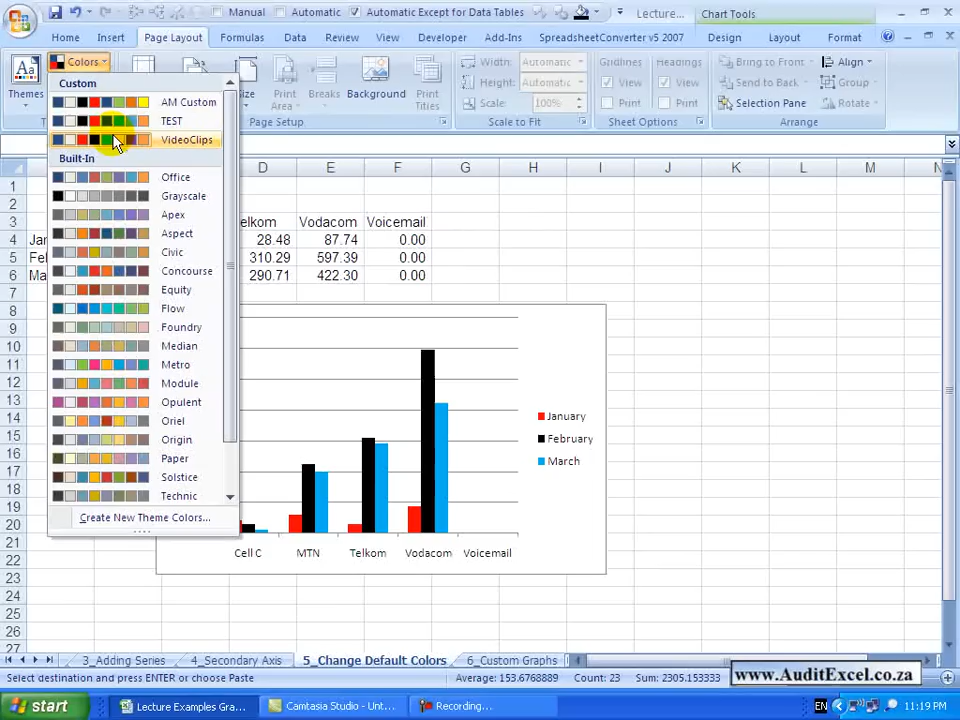 Manual Automatic Automatic Except for Data Tables Lecture... Chart Tools
Home Insert Page Layout Formulas Data Review View Developer Add-Ins SpreadsheetConverter v5 2007 Design Layout Format
Colors
Themes
Print Area
Breaks
Background
Page Setup
Width: Automatic
Height: Automatic
Scale: 100%
Scale to Fit
Gridlines Headings
View View
Print Print
Sheet Options
Bring to Front
Send to Back
Selection Pane
Align
Group
Rotate
Arrange
Custom
AM Custom
TEST
VideoClips
Built-In
Office
Grayscale
Apex
Aspect
Civic
Concourse
Equity
Flow
Foundry
Median
Metro
Module
Opulent
Oriel
Origin
Paper
Solstice
Technic
Create New Theme Colors...
D E F G H I J K L M N
1
2
3 elkom Vodacom Voicemail
4 Jan 28.48 87.74 0.00
5 Feb 310.29 597.39 0.00
6 Ma 290.71 422.30 0.00
7
8
9
10
11
12
13
14
15
16
17
18
19
20
21
22
23
24
25
26
27
January
February
March
Cell C MTN Telkom Vodacom Voicemail
3_Adding Series 4_Secondary Axis 5_Change Default Colors 6_Custom Graphs
Select destination and press ENTER or choose Paste Average: 153.6768889 Count: 23 Sum: 2305.153333
www.AuditExcel.co.za
start Lecture Examples Gra... Camtasia Studio - Unt... Recording... EN 11:19 PM